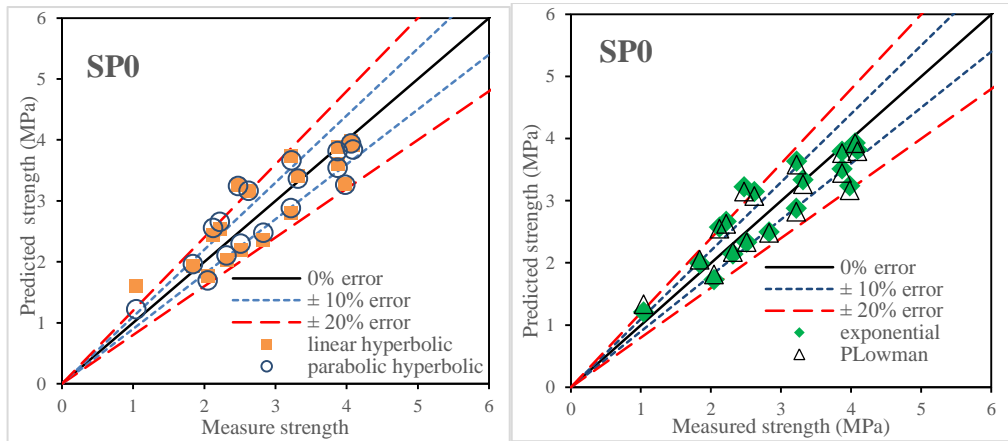 SP0
Predicted strength (MPa)
6
5
4
3
2
1
0
0% error
± 10% error
± 20% error
linear hyperbolic
parabolic hyperbolic
0 1 2 3 4 5 6
Measure strength
SP0
Predicted strength (MPa)
6
5
4
3
2
1
0
0% error
± 10% error
± 20% error
exponential
PLowman
0 1 2 3 4 5 6
Measured strength (MPa)